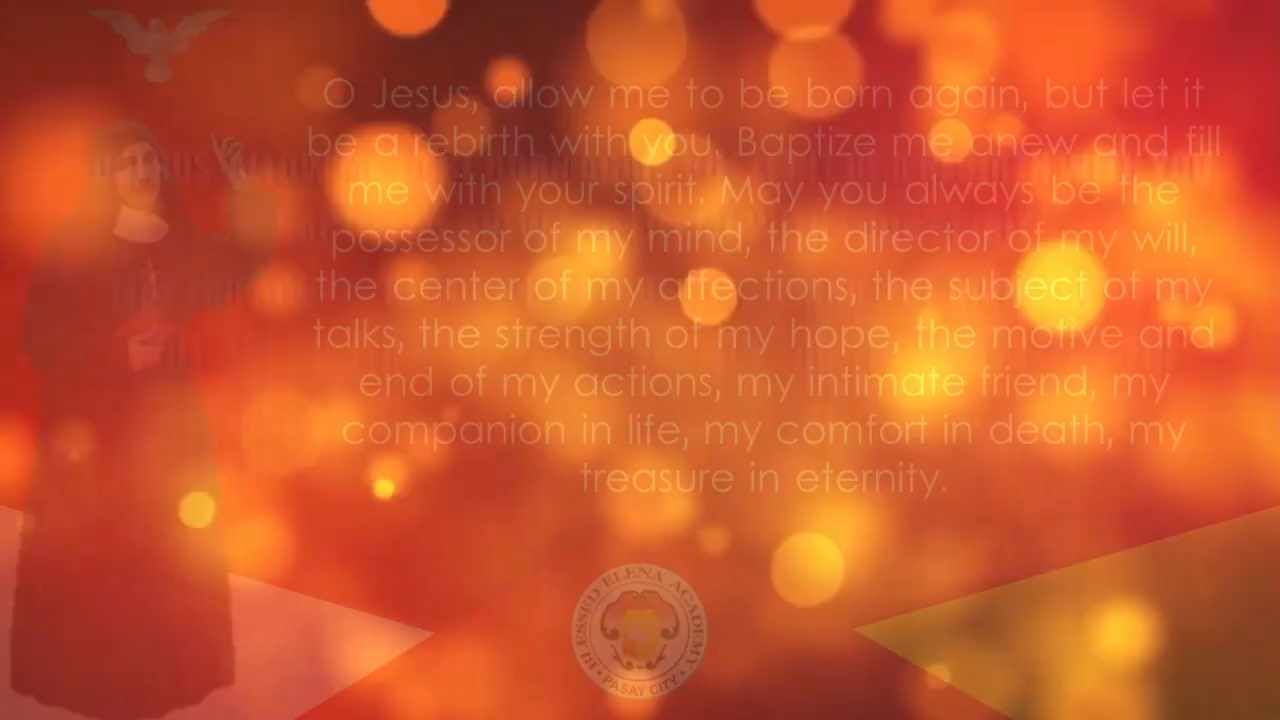 O Jesus, allow me to be born again, but let it
be a rebirth with you. Baptize me anew and fill
me with your spirit. May you always be the
possessor of my mind, the director of my will,
the center of my affections, the subject of my
talks, the strength of my hope, the motive and
end of my actions, my intimate friend, my
companion in life, my comfort in death, my
treasure in eternity.
BLESSED ELENA ACADEMY
• PASAY CITY •